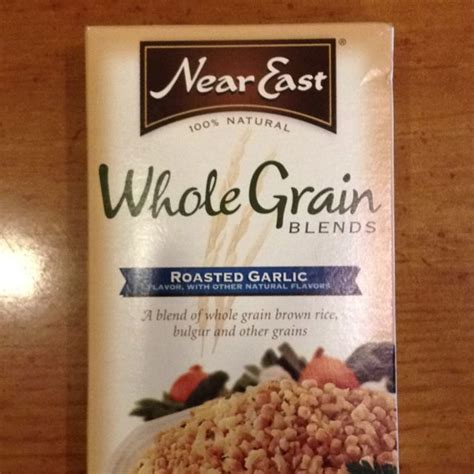 Near East®
100% NATURAL
Whole Grain
BLENDS
ROASTED GARLIC
FLAVOR, WITH OTHER NATURAL FLAVORS
A blend of whole grain brown rice,
bulgur and other grains